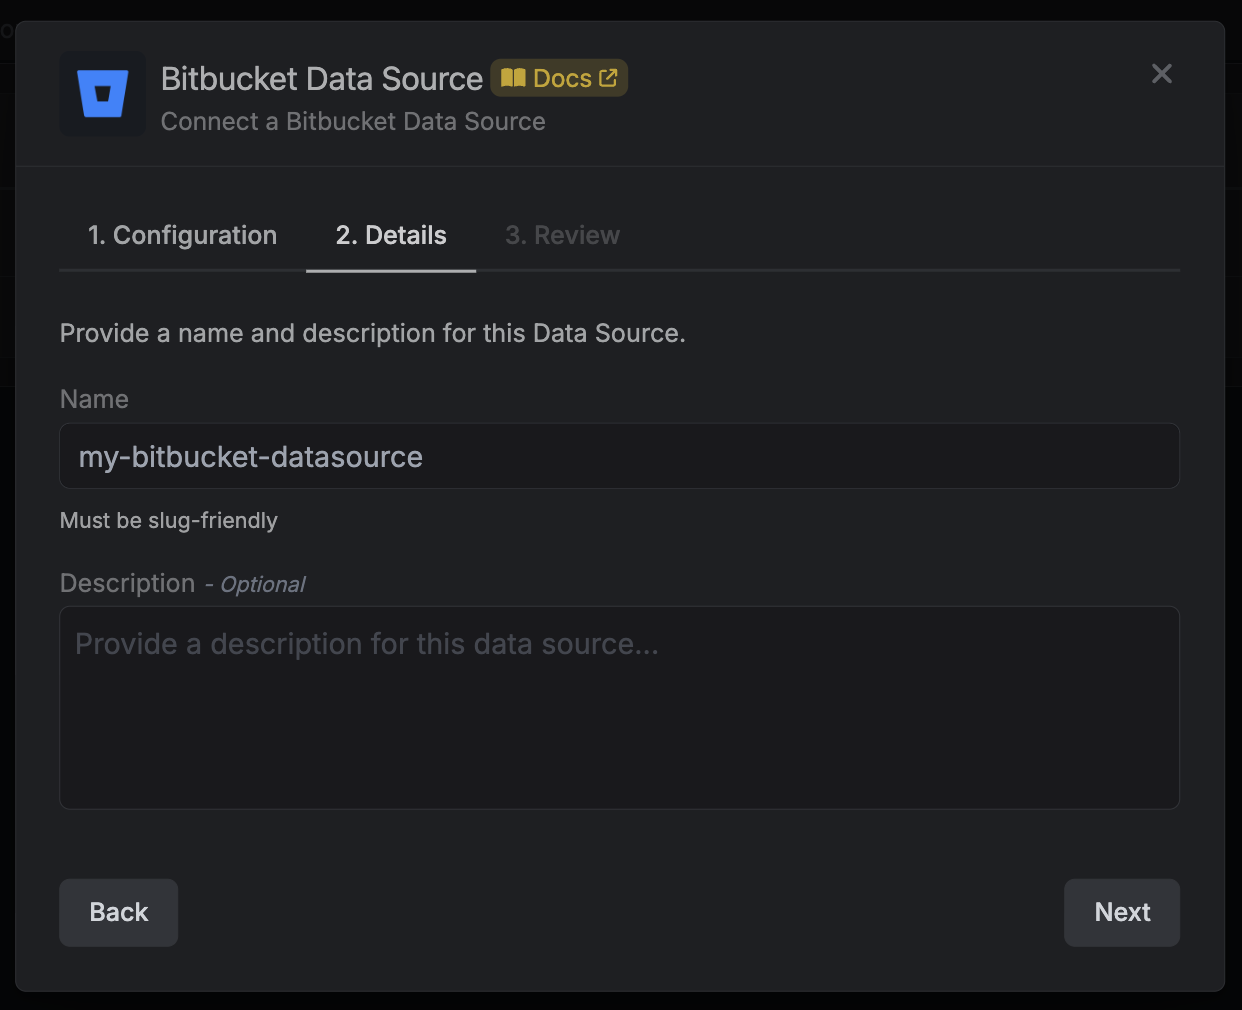 Bitbucket Data Source Docs
Connect a Bitbucket Data Source
1. Configuration 2. Details 3. Review
Provide a name and description for this Data Source.
Name
my-bitbucket-datasource
Must be slug-friendly
Description - Optional
Provide a description for this data source...
Back Next